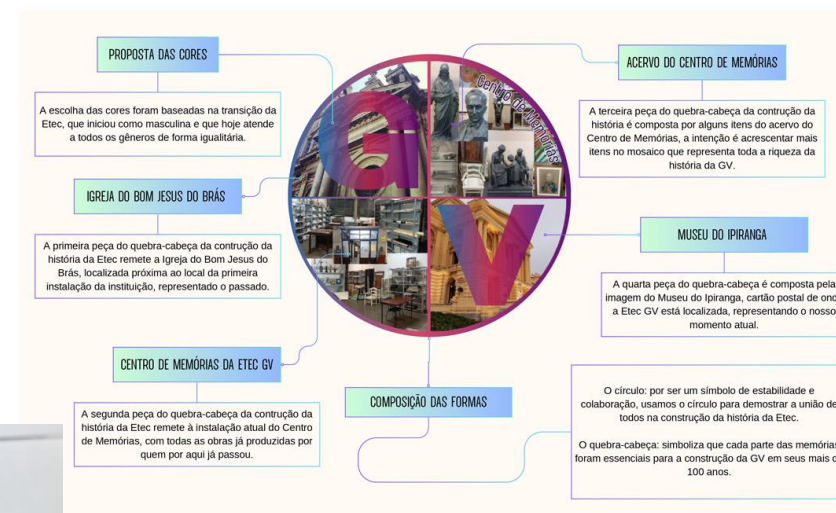 PROPOSTA DAS CORES
A escolha das cores foram baseadas na transição da
Etec, que iniciou como masculina e que hoje atende
a todos os gêneros de forma igualitária.
IGREJA DO BOM JESUS DO BRÁS
A primeira peça do quebra-cabeça da contrução da
história da Etec remete a Igreja do Bom Jesus do
Brás, localizada próxima ao local da primeira
instalação da instituição, representado o passado.
CENTRO DE MEMÓRIAS DA ETEC GV
A segunda peça do quebra-cabeça da contrução da
história da Etec remete à instalação atual do Centro
de Memórias, com todas as obras já produzidas por
quem por aqui já passou.
G
V
Centro de Memórias
COMPOSIÇÃO DAS FORMAS
ACERVO DO CENTRO DE MEMÓRIAS
A terceira peça do quebra-cabeça da contrução da
história é composta por alguns itens do acervo do
Centro de Memórias, a intenção é acrescentar mais
itens no mosaico que representa toda a riqueza da
história da GV.
MUSEU DO IPIRANGA
A quarta peça do quebra-cabeça é composta pela
imagem do Museu do Ipiranga, cartão postal de ond
a Etec GV está localizada, representando o nosso
momento atual.
O círculo: por ser um símbolo de estabilidade e
colaboração, usamos o círculo para demostrar a união de
todos na construção da história da Etec.
O quebra-cabeça: simboliza que cada parte das memórias
foram essenciais para a construção da GV em seus mais d
100 anos.